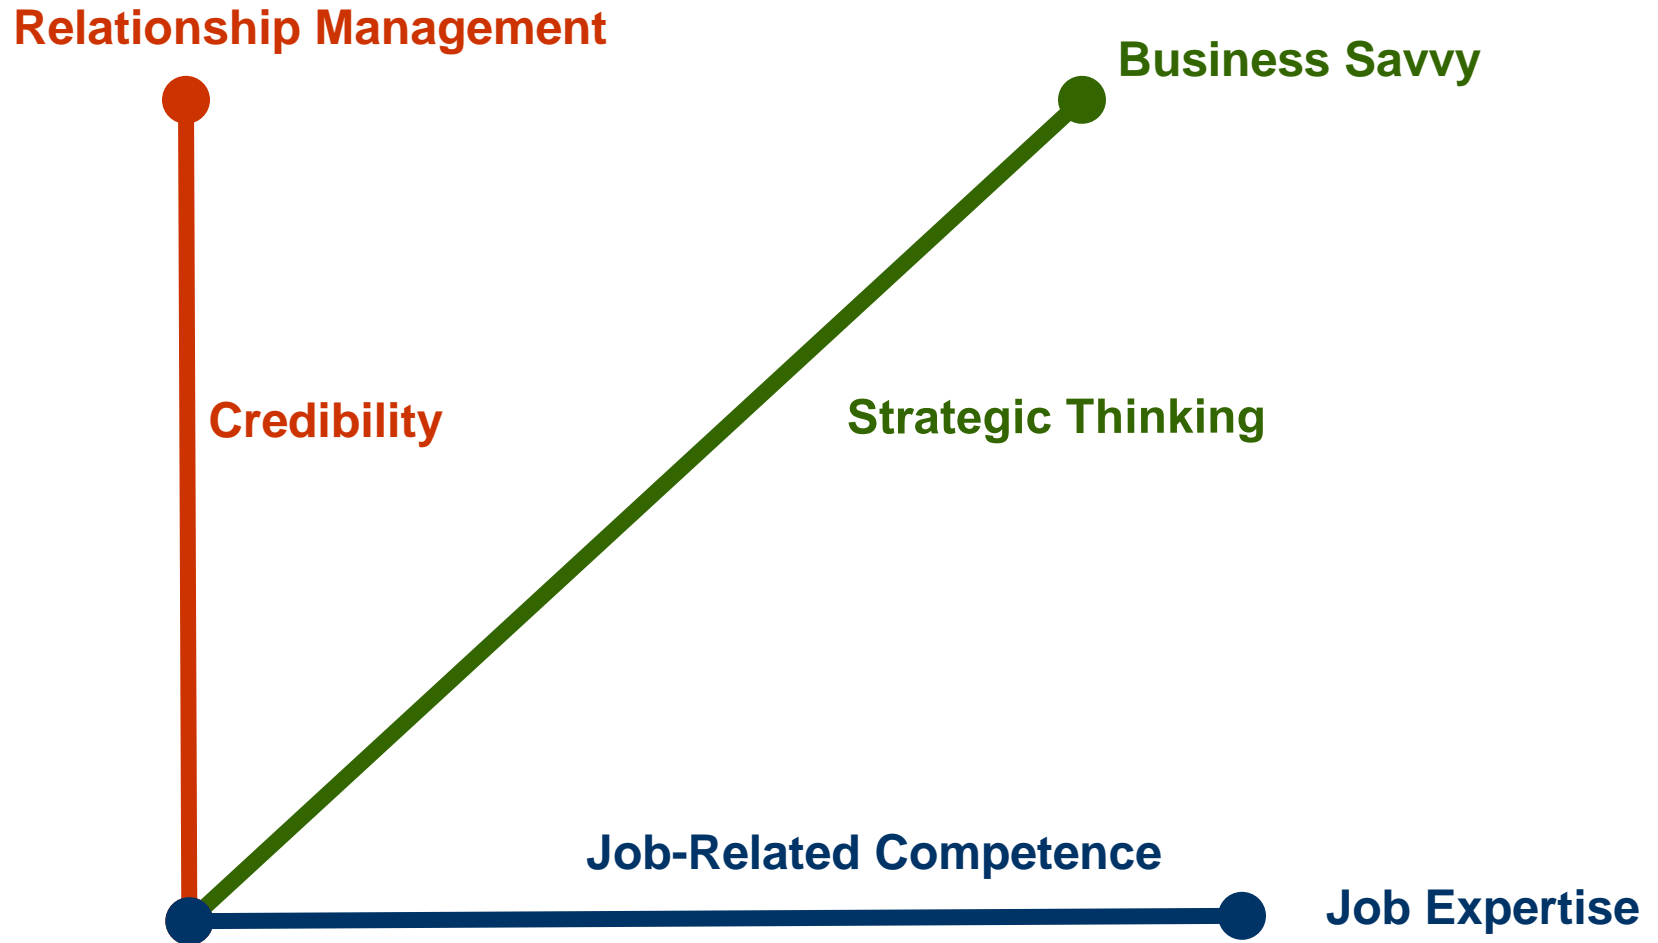 Relationship Management
Business Savvy
Credibility
Strategic Thinking
Job-Related Competence
Job Expertise